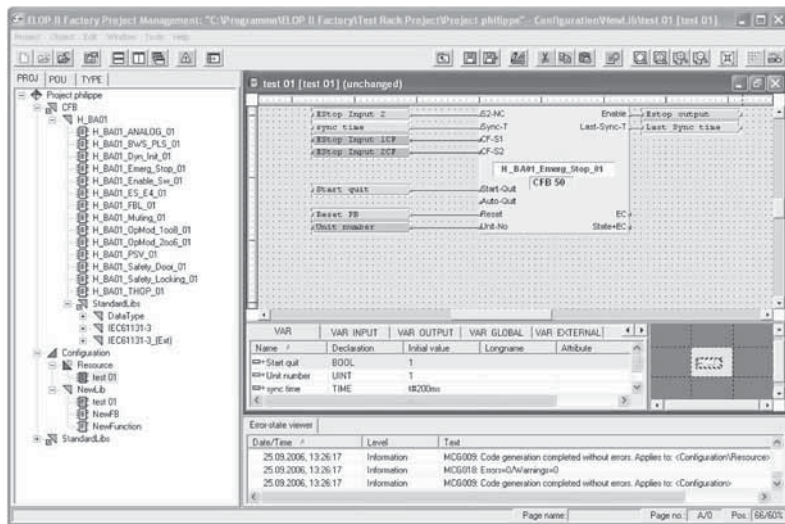 ELOP II Factory Project Management: "C:\Programme\ELOP II Factory\Test Rack Project\Project philippe" - Configuration\NewLib\test 01 [test 01]
Project Object Edit Window Tools Help
PROJ POU TYPE
Project philippe
CFB
H_BA01
H_BA01_ANALOG_01
H_BA01_BWS_PLS_01
H_BA01_Dyn_Init_01
H_BA01_Emerg_Stop_01
H_BA01_Enable_Sw_01
H_BA01_ES_E4_01
H_BA01_FBL_01
H_BA01_Muting_01
H_BA01_OpMod_1oo8_01
H_BA01_OpMod_2oo6_01
H_BA01_PSV_01
H_BA01_Safety_Door_01
H_BA01_Safety_Locking_01
H_BA01_THOP_01
StandardLibs
DataType
IEC61131-3
IEC61131-3_(Ext)
Configuration
Resource
test 01
NewLib
test 01
NewFB
NewFunction
StandardLibs
test 01 [test 01] (unchanged)
EStop Input 2 S2-NC Enable Estop output
sync time Sync-T Last-Sync-T Last Sync time
EStop Input 1CF CF-S1
EStop Input 2CF CF-S2
H_BA01_Emerg_Stop_01
CFB 50
Start quit Start-Quit
Auto-Quit
Reset PB Reset EC
Unit number Unit-No State+EC
VAR VAR INPUT VAR OUTPUT VAR GLOBAL VAR EXTERNAL
Name Declaration Initial value Longname Attribute
Start quit BOOL 1
Unit number UINT 1
sync time TIME t#200ms
Error-state viewer
Date/Time Level Text
25.09.2006, 13:26:17 Information MCG009: Code generation completed without errors. Applies to: <Configuration\Resource>
25.09.2006, 13:26:17 Information MCG018: Errors=0/Warnings=0
25.09.2006, 13:26:17 Information MCG009: Code generation completed without errors. Applies to: <Configuration>
Page name: Page no.: A/0 Pos.: 66/60%